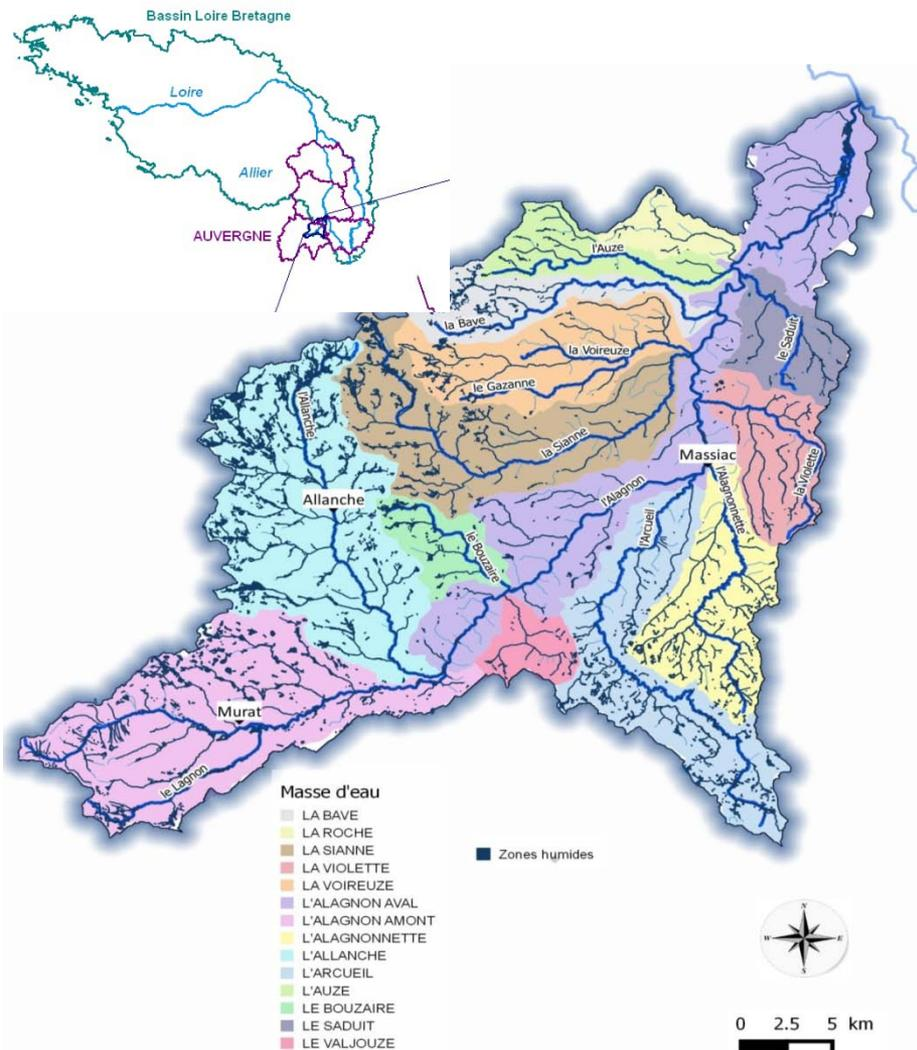 Bassin Loire Bretagne
Loire
Allier
AUVERGNE
l'Auze
la Bave
le Saduit
la Voireuze
le Gazanne
l'Allanche
la Sianne
Massiac
la Violette
l'Alagnonnette
Allanche
l'Alagnon
l'Arcueil
le Bouzaire
Murat
le Lagnon
Masse d'eau
LA BAVE
LA ROCHE
LA SIANNE
LA VIOLETTE
LA VOIREUZE
L'ALAGNON AVAL
L'ALAGNON AMONT
L'ALAGNONNETTE
L'ALLANCHE
L'ARCUEIL
L'AUZE
LE BOUZAIRE
LE SADUIT
LE VALJOUZE
Zones humides
N
W E
S
0 2.5 5 km